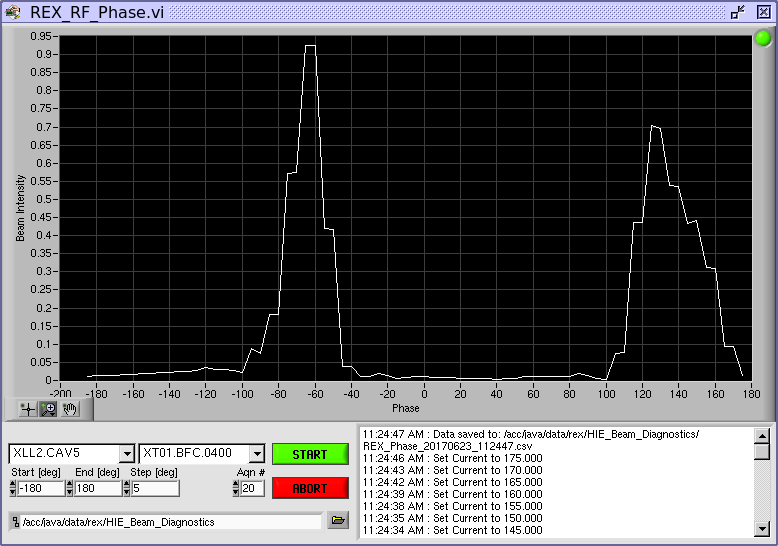 REX_RF_Phase.vi
0.95
0.9
0.85
0.8
0.75
0.7
0.65
0.6
0.55
0.5
0.45
0.4
0.35
0.3
0.25
0.2
0.15
0.1
0.05
0
Beam Intensity
-200 -180 -160 -140 -120 -100 -80 -60 -40 -20 0 20 40 60 80 100 120 140 160 180
Phase
XLL2.CAV5 XT01.BFC.0400 START
Start [deg] End [deg] Step [deg] Aqn #
-180 180 5 20 ABORT
/acc/java/data/rex/HIE_Beam_Diagnostics
11:24:47 AM : Data saved to: /acc/java/data/rex/HIE_Beam_Diagnostics/
REX_Phase_20170623_112447.csv
11:24:46 AM : Set Current to 175.000
11:24:43 AM : Set Current to 170.000
11:24:42 AM : Set Current to 165.000
11:24:39 AM : Set Current to 160.000
11:24:38 AM : Set Current to 155.000
11:24:35 AM : Set Current to 150.000
11:24:34 AM : Set Current to 145.000